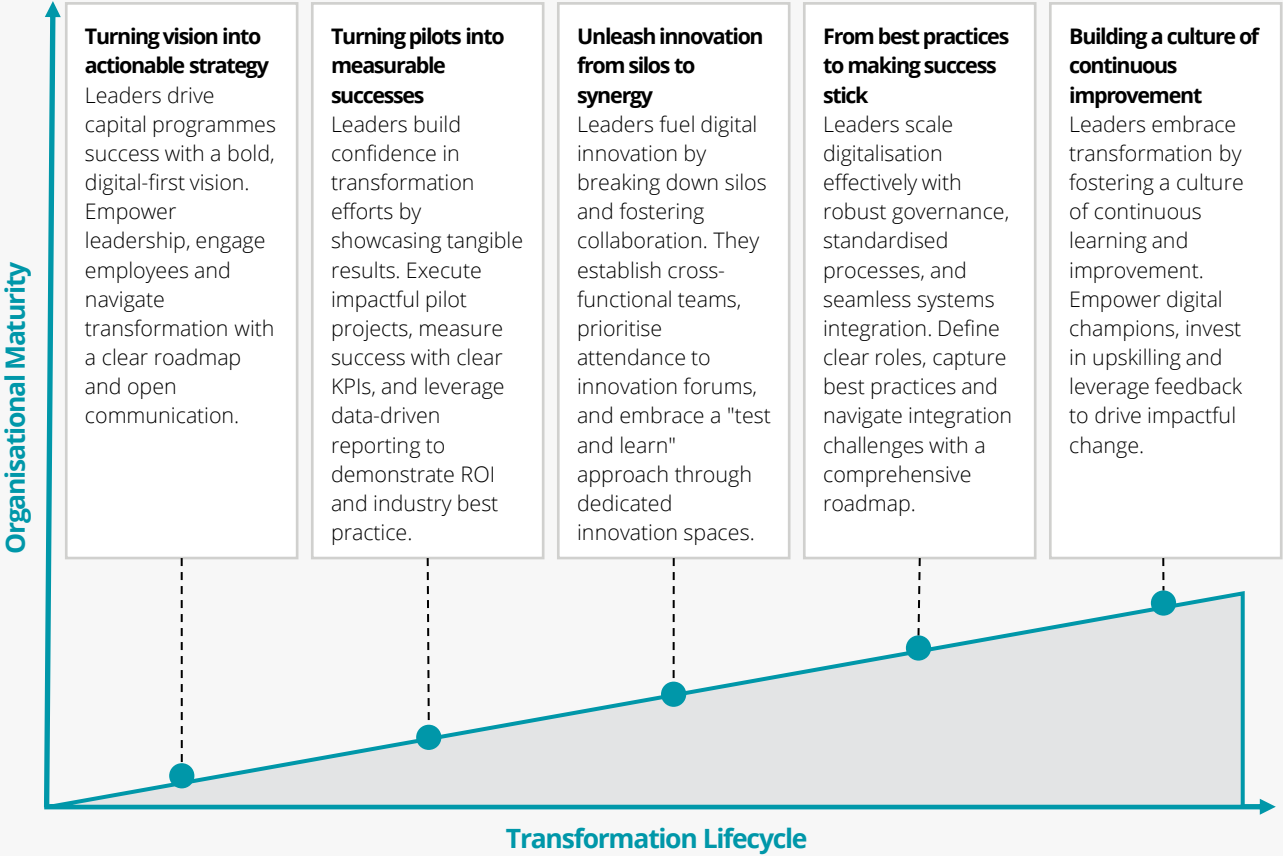 Organisational Maturity
Turning vision into
actionable strategy
Leaders drive
capital programmes
success with a bold,
digital-first vision.
Empower
leadership, engage
employees and
navigate
transformation with
a clear roadmap
and open
communication.
Turning pilots into
measurable
successes
Leaders build
confidence in
transformation
efforts by
showcasing tangible
results. Execute
impactful pilot
projects, measure
success with clear
KPIs, and leverage
data-driven
reporting to
demonstrate ROI
and industry best
practice.
Unleash innovation
from silos to
synergy
Leaders fuel digital
innovation by
breaking down silos
and fostering
collaboration. They
establish cross-
functional teams,
prioritise
attendance to
innovation forums,
and embrace a "test
and learn"
approach through
dedicated
innovation spaces.
From best practices
to making success
stick
Leaders scale
digitalisation
effectively with
robust governance,
standardised
processes, and
seamless systems
integration. Define
clear roles, capture
best practices and
navigate integration
challenges with a
comprehensive
roadmap.
Building a culture of
continuous
improvement
Leaders embrace
transformation by
fostering a culture
of continuous
learning and
improvement.
Empower digital
champions, invest
in upskilling and
leverage feedback
to drive impactful
change.
Transformation Lifecycle